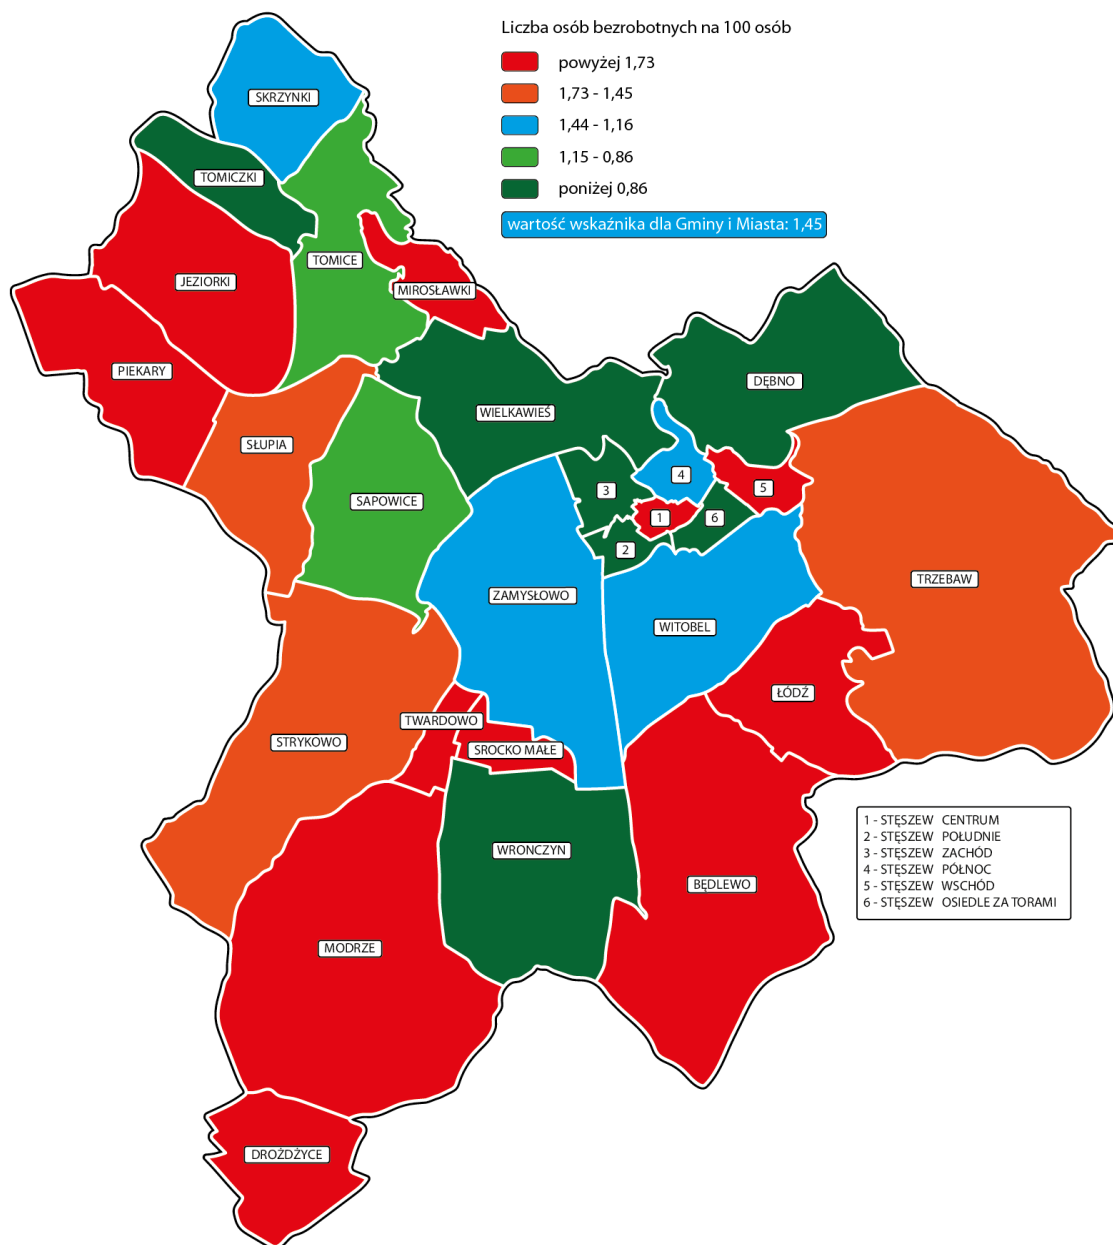 Liczba osób bezrobotnych na 100 osób
powyżej 1,73
1,73 - 1,45
1,44 - 1,16
1,15 - 0,86
poniżej 0,86
wartość wskaźnika dla Gminy i Miasta: 1,45
SKRZYNKI
TOMICZKI
TOMICE
JEZIORKI
MIROSŁAWKI
PIEKARY
DĘBNO
WIELKAWIEŚ
SŁUPIA
4
5
3
SAPOWICE
1
6
2
TRZEBAW
ZAMYSŁOWO
WITOBEL
ŁÓDŹ
TWARDOWO
STRYKOWO
SROCKO MAŁE
WRONCZYN
BĘDLEWO
MODRZE
DROŻDŻYCE
1 - STĘSZEW CENTRUM
2 - STĘSZEW POŁUDNIE
3 - STĘSZEW ZACHÓD
4 - STĘSZEW PÓŁNOC
5 - STĘSZEW WSCHÓD
6 - STĘSZEW OSIEDLE ZA TORAMI